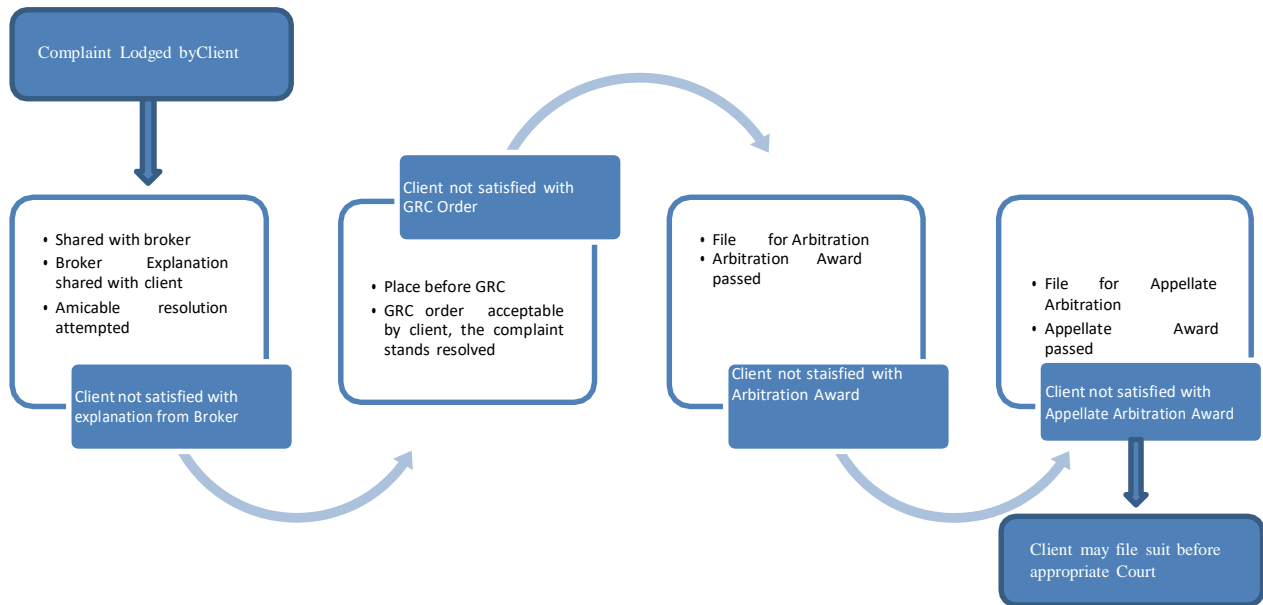 Complaint Lodged byClient
• Shared with broker
• Broker Explanation
shared with client
• Amicable resolution
attempted
Client not satisfied with
explanation from Broker
Client not satisfied with
GRC Order
• Place before GRC
• GRC order acceptable
by client, the complaint
stands resolved
• File for Arbitration
• Arbitration Award
passed
Client not staisfied with
Arbitration Award
• File for Appellate
Arbitration
• Appellate Award
passed
Client not satisfied with
Appellate Arbitration Award
Client may file suit before
appropriate Court